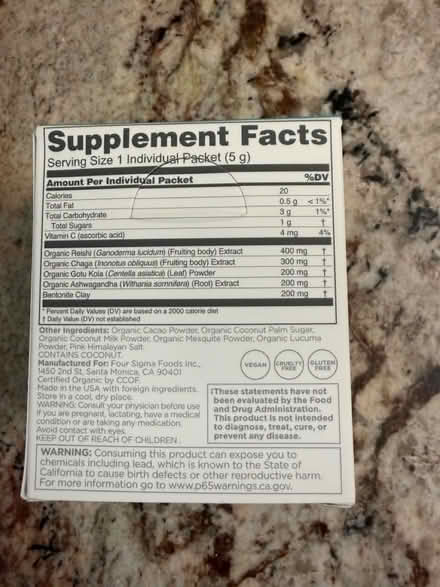 Supplement Facts
Serving Size 1 Individual Packet (5 g)
Amount Per Individual Packet %DV
Calories 20
Total Fat 0.5 g < 1%*
Total Carbohydrate 3 g 1%*
Total Sugars 1 g †
Vitamin C (ascorbic acid) 4 mg 4%
Organic Reishi (Ganoderma lucidum) (Fruiting body) Extract 400 mg †
Organic Chaga (Inonotus obliquus) (Fruiting body) Extract 300 mg †
Organic Gotu Kola (Centella asiatica) (Leaf) Powder 200 mg †
Organic Ashwagandha (Withania somnifera) (Root) Extract 200 mg †
Bentonite Clay 200 mg †
* Percent Daily Values (DV) are based on a 2000 calorie diet
† Daily Value (DV) not established
Other Ingredients: Organic Cacao Powder, Organic Coconut Palm Sugar,
Organic Coconut Milk Powder, Organic Mesquite Powder, Organic Lucuma
Powder, Pink Himalayan Salt.
CONTAINS COCONUT.
Manufactured For: Four Sigma Foods Inc.,
1450 2nd St, Santa Monica, CA 90401
Certified Organic by CCOF.
Made in the USA with foreign ingredients.
Store in a cool, dry place.
WARNING: Consult your physician before use
if you are pregnant, lactating, have a medical
condition or are taking any medication.
Avoid contact with eyes.
KEEP OUT OF REACH OF CHILDREN.
VEGAN
CRUELTY
FREE
GLUTEN
FREE
‡These statements have not
been evaluated by the Food
and Drug Administration.
This product is not intended
to diagnose, treat, cure, or
prevent any disease.
WARNING: Consuming this product can expose you to
chemicals including lead, which is known to the State of
California to cause birth defects or other reproductive harm.
For more information go to www.p65warnings.ca.gov.